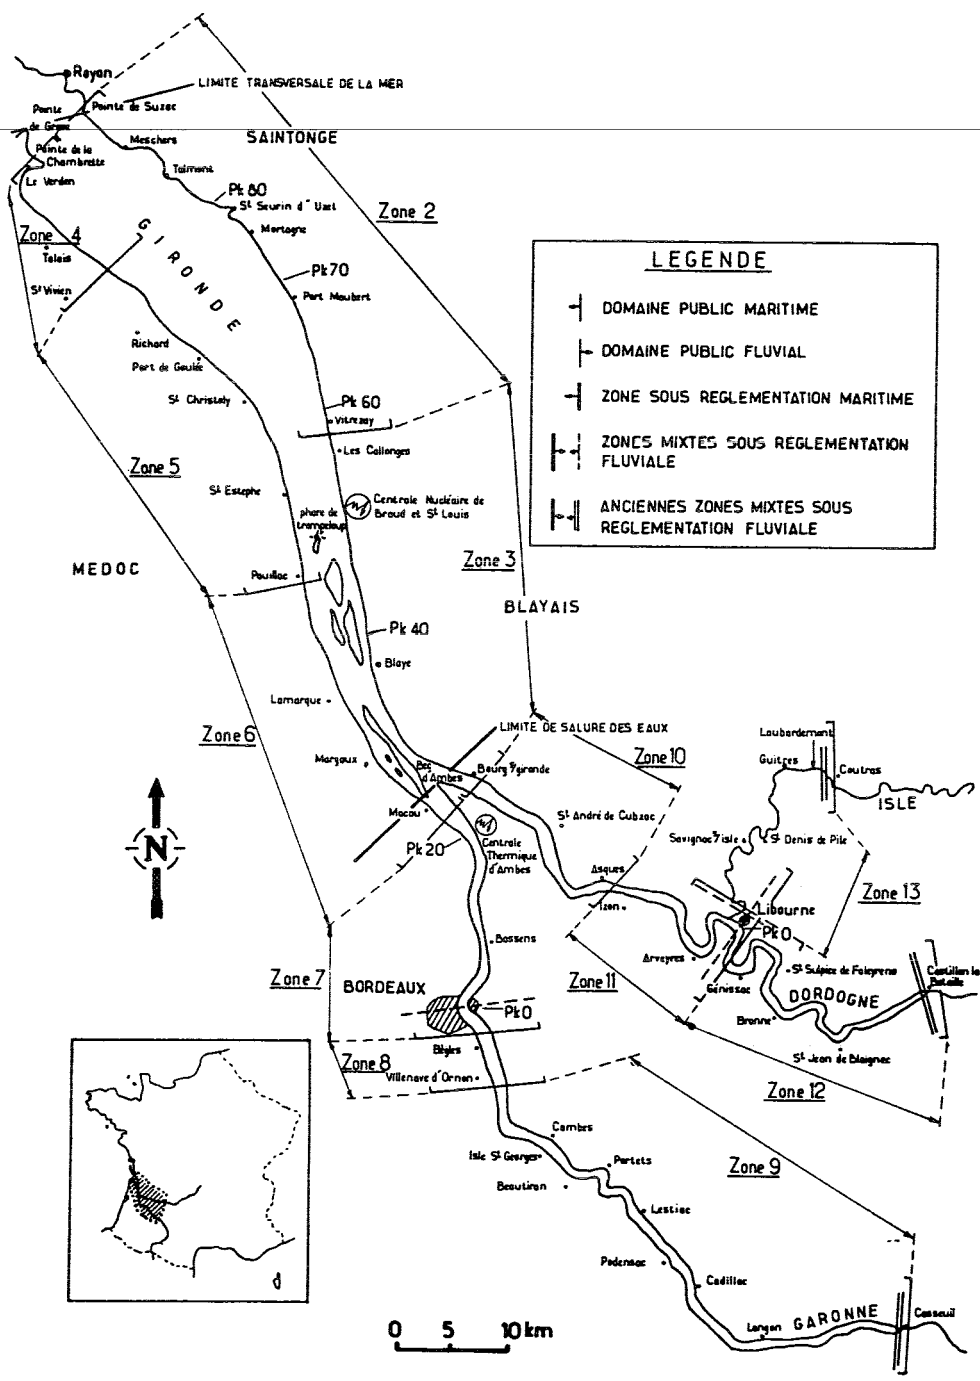 Royan
LIMITE TRANSVERSALE DE LA MER
Pointe de Suzac
Pointe
de Grave
SAINTONGE
Meschers
Pointe de la
Chambrette
Talmont
Le Verdon
Pk 80
St Seurin d'Uzet
Zone 2
Mortagne
Zone 4
GIRONDE
Talais
Pk 70
St Vivien
Port Maubert
LEGENDE
DOMAINE PUBLIC MARITIME
DOMAINE PUBLIC FLUVIAL
ZONE SOUS REGLEMENTATION MARITIME
ZONES MIXTES SOUS REGLEMENTATION
FLUVIALE
ANCIENNES ZONES MIXTES SOUS
REGLEMENTATION FLUVIALE
Richard
Port de Goulée
St Christoly
Pk 60
Vitrezay
Les Callonges
Zone 5
St Estephe
Centrale Nucléaire de
Braud et St Louis
phare de
trompeloup
Zone 3
MEDOC
Pauillac
BLAYAIS
Pk 40
Blaye
Lamarque
Zone 6
LIMITE DE SALURE DES EAUX
Zone 10
Laubardemont
Guitres
Coutras
ISLE
Margaux
Bec
d'Ambes
Bourg s/gironde
Macau
St André de Cubzac
Pk 20
Centrale
Thermique
d'Ambes
Savignac s/isle
St Denis de Pile
N
Asques
Izon
Zone 13
Libourne
Pk 0
Bassens
Arveyres
Zone 7
Zone 11
Génissac
St Sulpice de Faleyrens
Castillon la
Bataille
BORDEAUX
DORDOGNE
Pk 0
Branne
St Jean de Blaignac
Bègles
Zone 8
Villenave d'Ornon
Zone 12
Cambes
Isle St Georges
Portets
Zone 9
Beautiran
Lestiac
Podensac
Cadillac
Langon
GARONNE
Casseuil
0 5 10 km